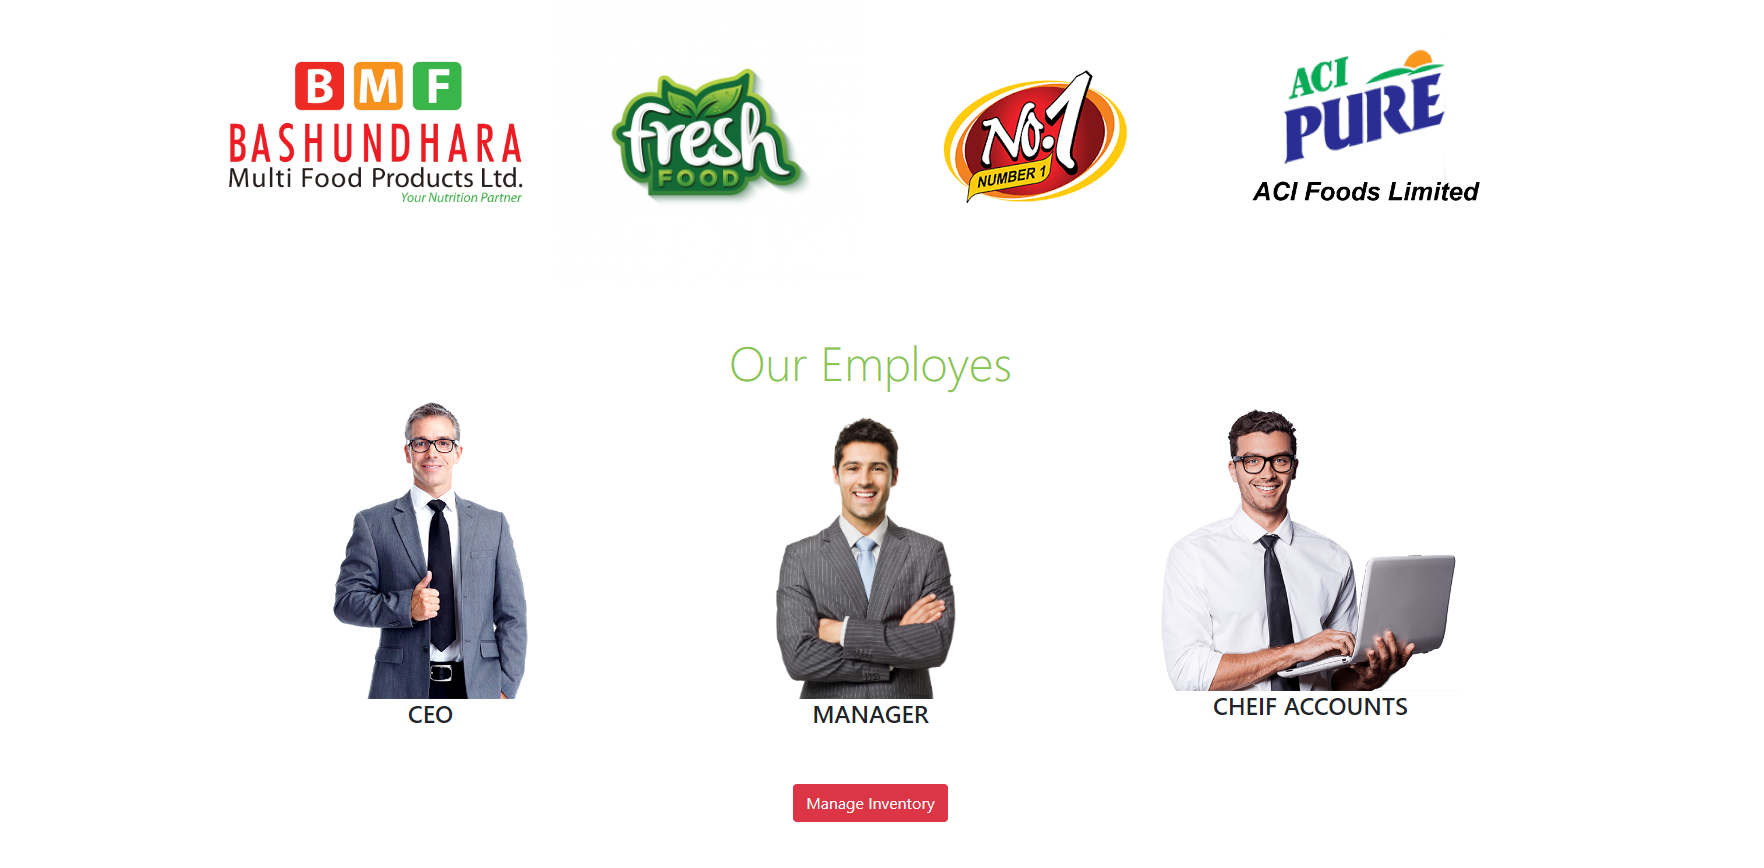 BMF
BASHUNDHARA
Multi Food Products Ltd.
Your Nutrition Partner
fresh
FOOD
No.1
NUMBER 1
ACI
PURE
ACI Foods Limited
Our Employes
CEO
MANAGER
CHEIF ACCOUNTS
Manage Inventory